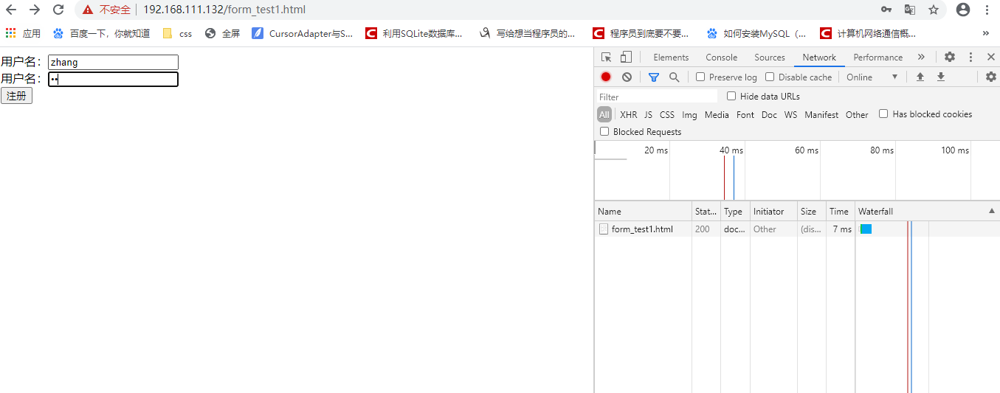 不安全 192.168.111.132/form_test1.html
应用 百度一下，你就知道 css 全屏 CursorAdapter与S... 利用SQLite数据库... 写给想当程序员的... 程序员到底要不要... 如何安装MySQL（... 计算机网络通信概... »
用户名：zhang
用户名：••
注册
Elements Console Sources Network Performance »
Preserve log Disable cache Online
Filter Hide data URLs
All XHR JS CSS Img Media Font Doc WS Manifest Other Has blocked cookies
Blocked Requests
20 ms 40 ms 60 ms 80 ms 100 ms
Name Stat... Type Initiator Size Time Waterfall
form_test1.html 200 doc... Other (dis... 7 ms